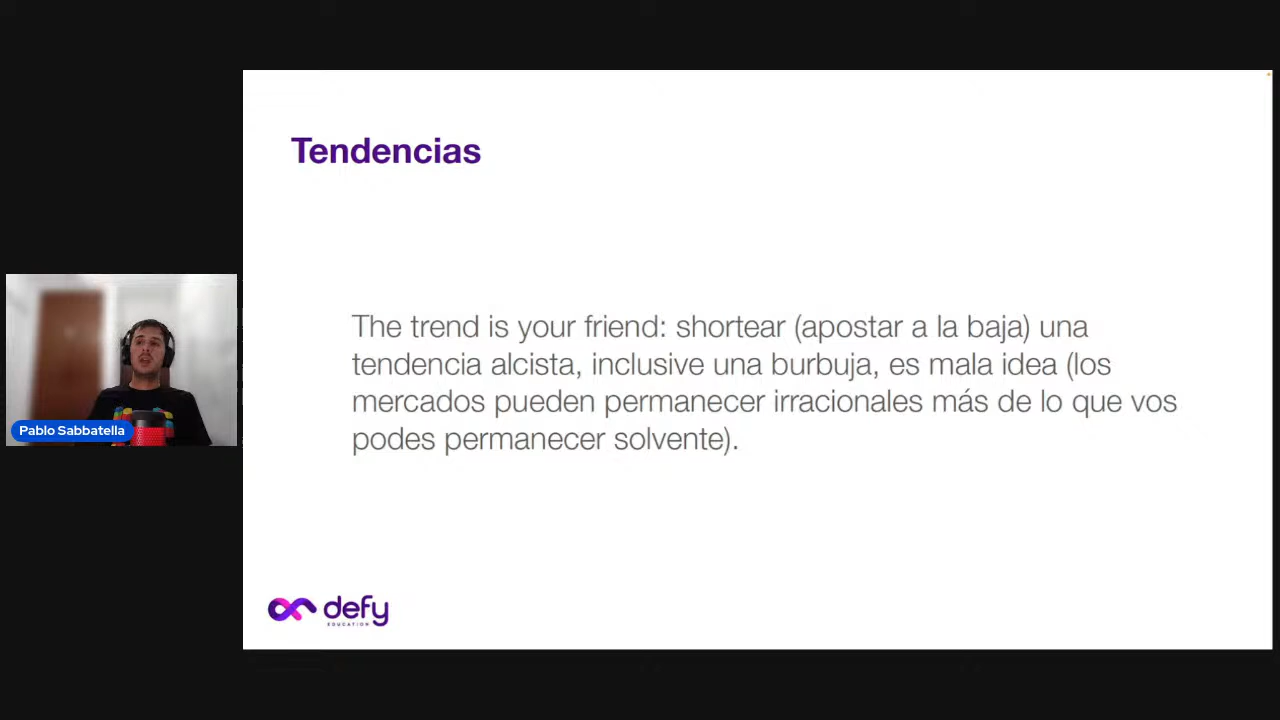 Tendencias
The trend is your friend: shortear (apostar a la baja) una
tendencia alcista, inclusive una burbuja, es mala idea (los
mercados pueden permanecer irracionales más de lo que vos
podes permanecer solvente).
Pablo Sabbatella
defy
EDUCATION